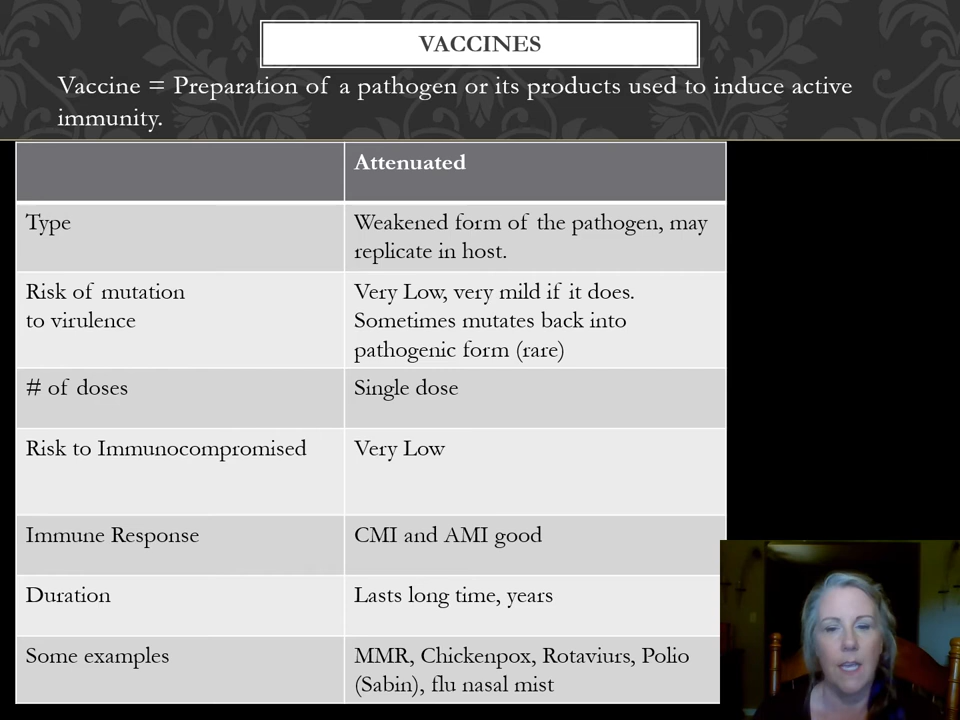 VACCINES
Vaccine = Preparation of a pathogen or its products used to induce active
immunity.
Attenuated
Type
Weakened form of the pathogen, may
replicate in host.
Risk of mutation
to virulence
Very Low, very mild if it does.
Sometimes mutates back into
pathogenic form (rare)
# of doses
Single dose
Risk to Immunocompromised
Very Low
Immune Response
CMI and AMI good
Duration
Lasts long time, years
Some examples
MMR, Chickenpox, Rotaviurs, Polio
(Sabin), flu nasal mist